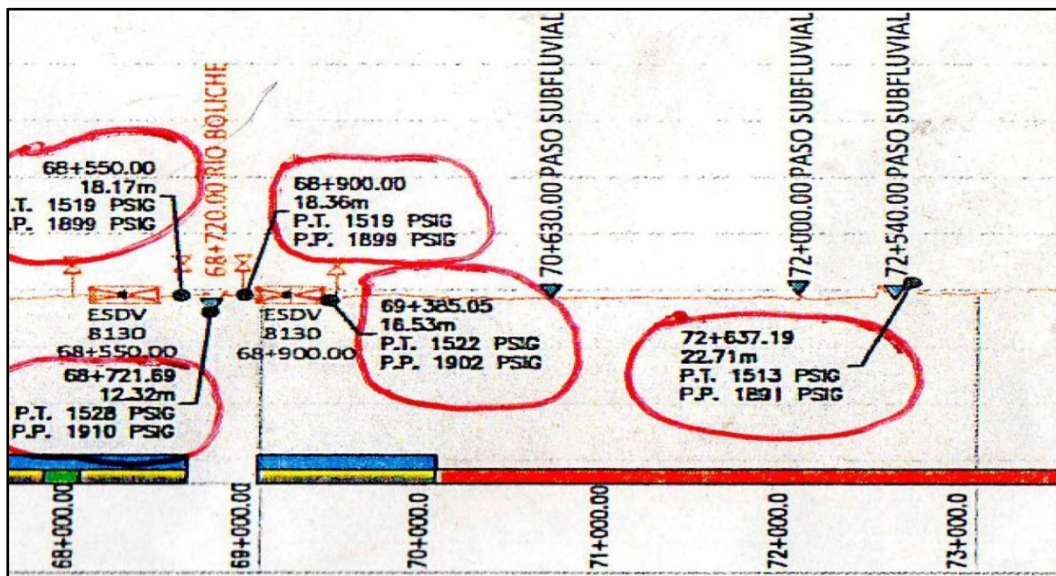 68+550.00
18.17m
P.T. 1519 PSIG
P.P. 1899 PSIG
68+720.00 RIO BOLICHE
68+900.00
18.36m
P.T. 1519 PSIG
P.P. 1899 PSIG
70+630.00 PASO SUBFLUVIAL
72+000.00 PASO SUBFLUVIAL
72+540.00 PASO SUBFLUVIAL
ESDV
8130
68+550.00
ESDV
8130
68+900.00
68+721.69
12.32m
P.T. 1528 PSIG
P.P. 1910 PSIG
69+385.05
16.53m
P.T. 1522 PSIG
P.P. 1902 PSIG
72+637.19
22.71m
P.T. 1513 PSIG
P.P. 1891 PSIG
68+000.00
69+000.00
70+000.00
71+000.00
72+000.00
73+000.0